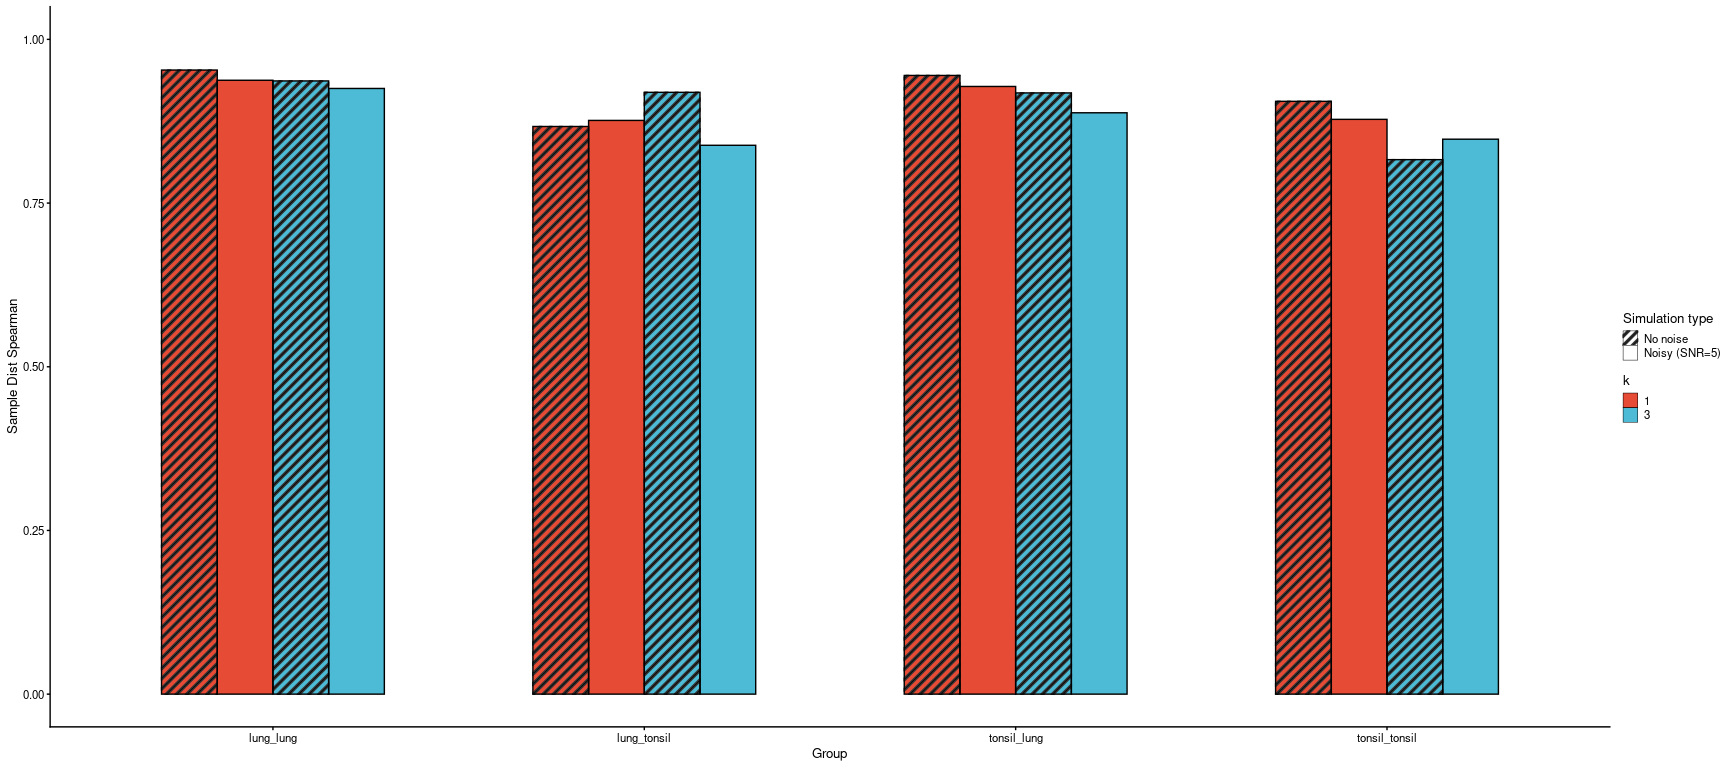 1.00
0.75
0.50
0.25
0.00
Sample Dist Spearman
lung_lung
lung_tonsil
tonsil_lung
tonsil_tonsil
Group
Simulation type
No noise
Noisy (SNR=5)
k
1
3